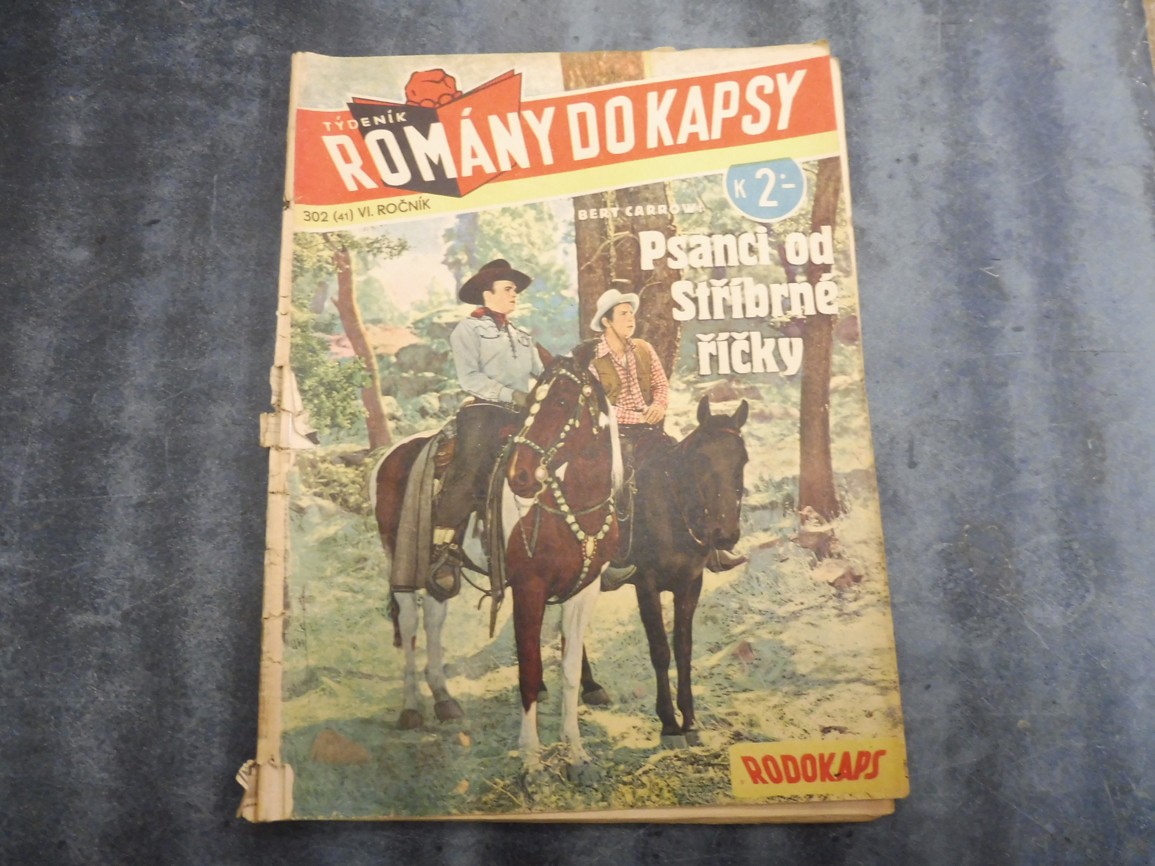 TÝDENÍK
ROMÁNY DO KAPSY
302 (41) VI. ROČNÍK
K 2:-
BERT CARROW:
Psanci od
Stříbrné
říčky
RODOKAPS